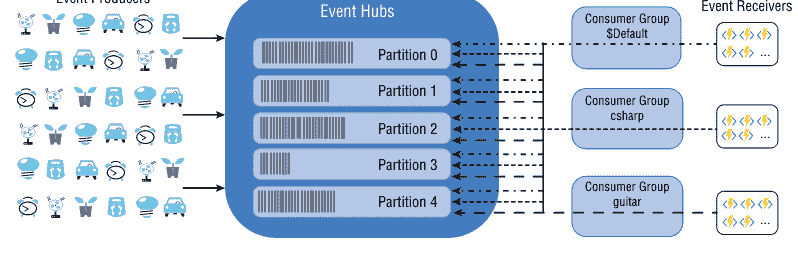 Event Producers
Event Hubs
Partition 0
Partition 1
Partition 2
Partition 3
Partition 4
Consumer Group
$Default
Consumer Group
csharp
Consumer Group
guitar
Event Receivers
...
...
...